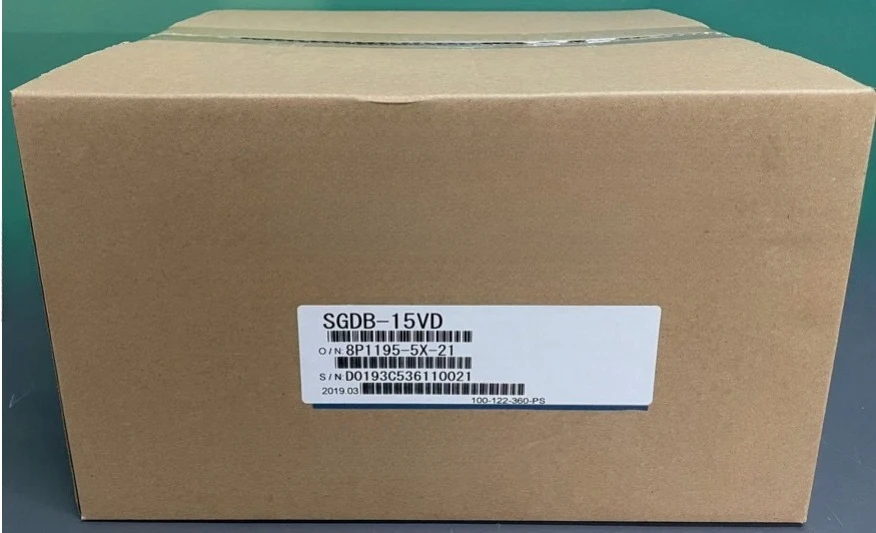 SGDB-15VD
O/N 8P1195-5X-21
S/N D0193C536110021
2019.03
100-122-360-PS